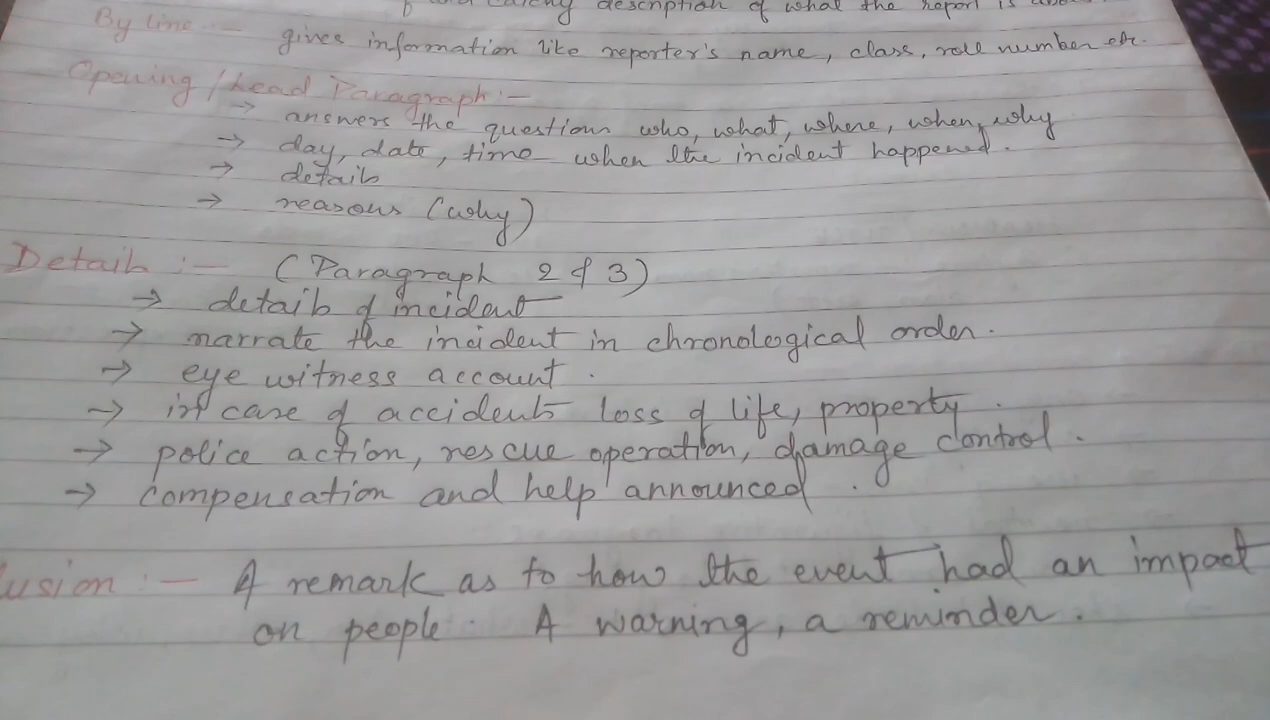 and catchy description of what the report is
By line :- gives information like reporter's name, class, roll number etc.
Opening / Lead Paragraph :-
→ answers the questions who, what, where, when, why
→ day, date, time when the incident happened.
→ details
→ reasons (why)
Details :- (Paragraph 2 & 3)
→ details of incident
→ narrate the incident in chronological order.
→ eye witness account.
→ in case of accidents loss of life, property.
→ police action, rescue operation, damage control.
→ compensation and help announced.
usion :- A remark as to how the event had an impact
on people. A warning, a reminder.